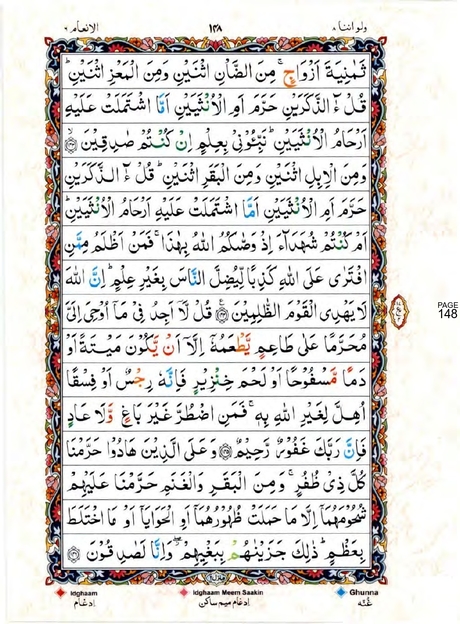 ولواننا ٨
١٤٨
الانعام ٦
ثَمٰنِيَةَ اَزْوَاجٍ ۚ مِنَ الضَّاْنِ اثْنَيْنِ وَمِنَ الْمَعْزِ اثْنَيْنِ ؕ
قُلْ ءٰٓالذَّكَرَيْنِ حَرَّمَ اَمِ الْاُنْثَيَيْنِ اَمَّا اشْتَمَلَتْ عَلَيْهِ
اَرْحَامُ الْاُنْثَيَيْنِ ؕ نَبِّـُٔوْنِيْ بِعِلْمٍ اِنْ كُنْتُمْ صٰدِقِيْنَ ۝۱۴۳
وَمِنَ الْاِبِلِ اثْنَيْنِ وَمِنَ الْبَقَرِ اثْنَيْنِ ؕ قُلْ ءٰٓالذَّكَرَيْنِ
حَرَّمَ اَمِ الْاُنْثَيَيْنِ اَمَّا اشْتَمَلَتْ عَلَيْهِ اَرْحَامُ الْاُنْثَيَيْنِ ؕ
اَمْ كُنْتُمْ شُهَدَآءَ اِذْ وَصّٰىكُمُ اللّٰهُ بِهٰذَا ۚ فَمَنْ اَظْلَمُ مِمَّنِ
افْتَرٰى عَلَى اللّٰهِ كَذِبًا لِّيُضِلَّ النَّاسَ بِغَيْرِ عِلْمٍ ؕ اِنَّ اللّٰهَ
لَا يَهْدِى الْقَوْمَ الظّٰلِمِيْنَ ۝۱۴۴ قُلْ لَّاۤ اَجِدُ فِيْ مَاۤ اُوْحِيَ اِلَيَّ
مُحَرَّمًا عَلٰى طَاعِمٍ يَّطْعَمُهٗۤ اِلَّاۤ اَنْ يَّكُوْنَ مَيْتَةً اَوْ
دَمًا مَّسْفُوْحًا اَوْ لَحْمَ خِنْزِيْرٍ فَاِنَّهٗ رِجْسٌ اَوْ فِسْقًا
اُهِلَّ لِغَيْرِ اللّٰهِ بِهٖ ۚ فَمَنِ اضْطُرَّ غَيْرَ بَاغٍ وَّلَا عَادٍ
فَاِنَّ رَبَّكَ غَفُوْرٌ رَّحِيْمٌ ۝۱۴۵ وَعَلَى الَّذِيْنَ هَادُوْا حَرَّمْنَا
كُلَّ ذِيْ ظُفُرٍ ۚ وَمِنَ الْبَقَرِ وَالْغَنَمِ حَرَّمْنَا عَلَيْهِمْ
شُحُوْمَهُمَاۤ اِلَّا مَا حَمَلَتْ ظُهُوْرُهُمَاۤ اَوِ الْحَوَايَاۤ اَوْ مَا اخْتَلَطَ
بِعَظْمٍ ؕ ذٰلِكَ جَزَيْنٰهُمْ بِبَغْيِهِمْ ۖ وَاِنَّا لَصٰدِقُوْنَ ۝۱۴۶
PAGE
148
Idghaam
ادغام
Idghaam Meem Saakin
ادغام میم ساکن
Ghunna
غنّه